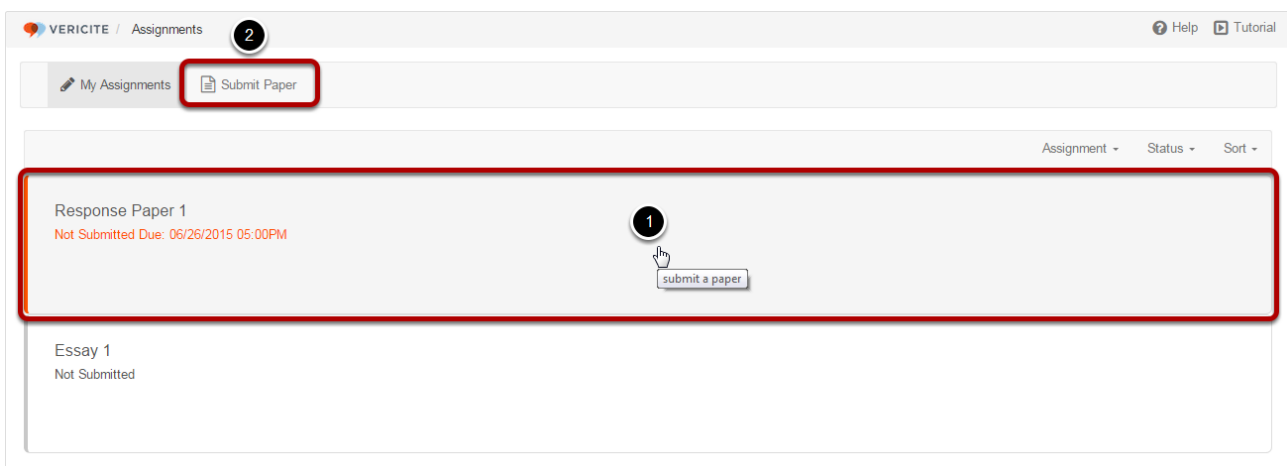 VERICITE / Assignments
2
Help Tutorial
My Assignments Submit Paper
Assignment Status Sort
Response Paper 1
Not Submitted Due: 06/26/2015 05:00PM
1
submit a paper
Essay 1
Not Submitted